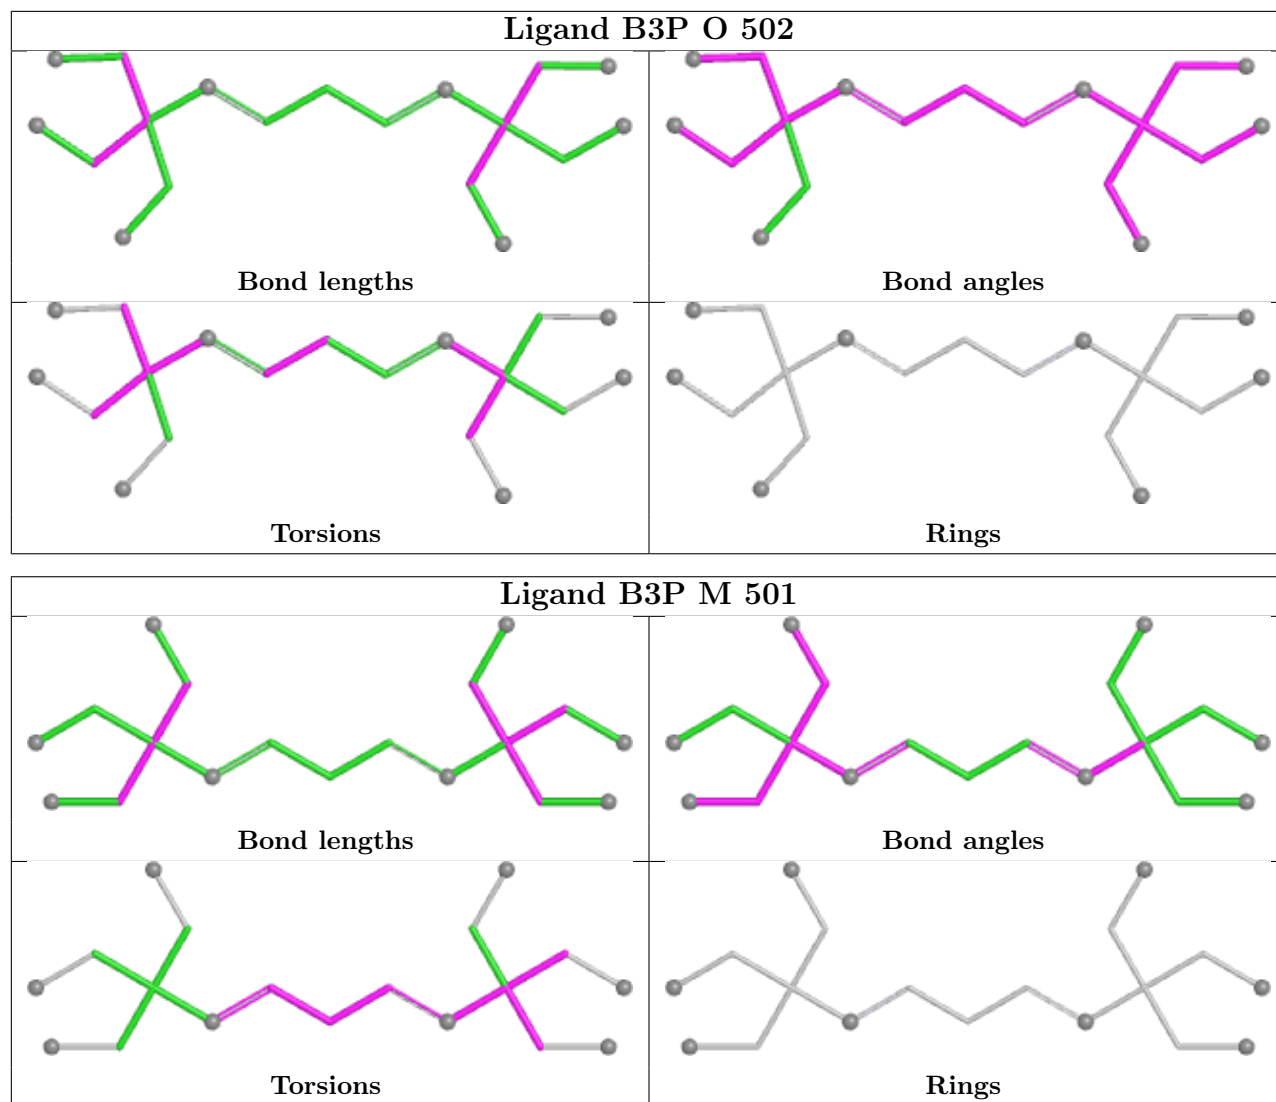 Ligand B3P O 502
Bond lengths
Bond angles
Torsions
Rings
Ligand B3P M 501
Bond lengths
Bond angles
Torsions
Rings